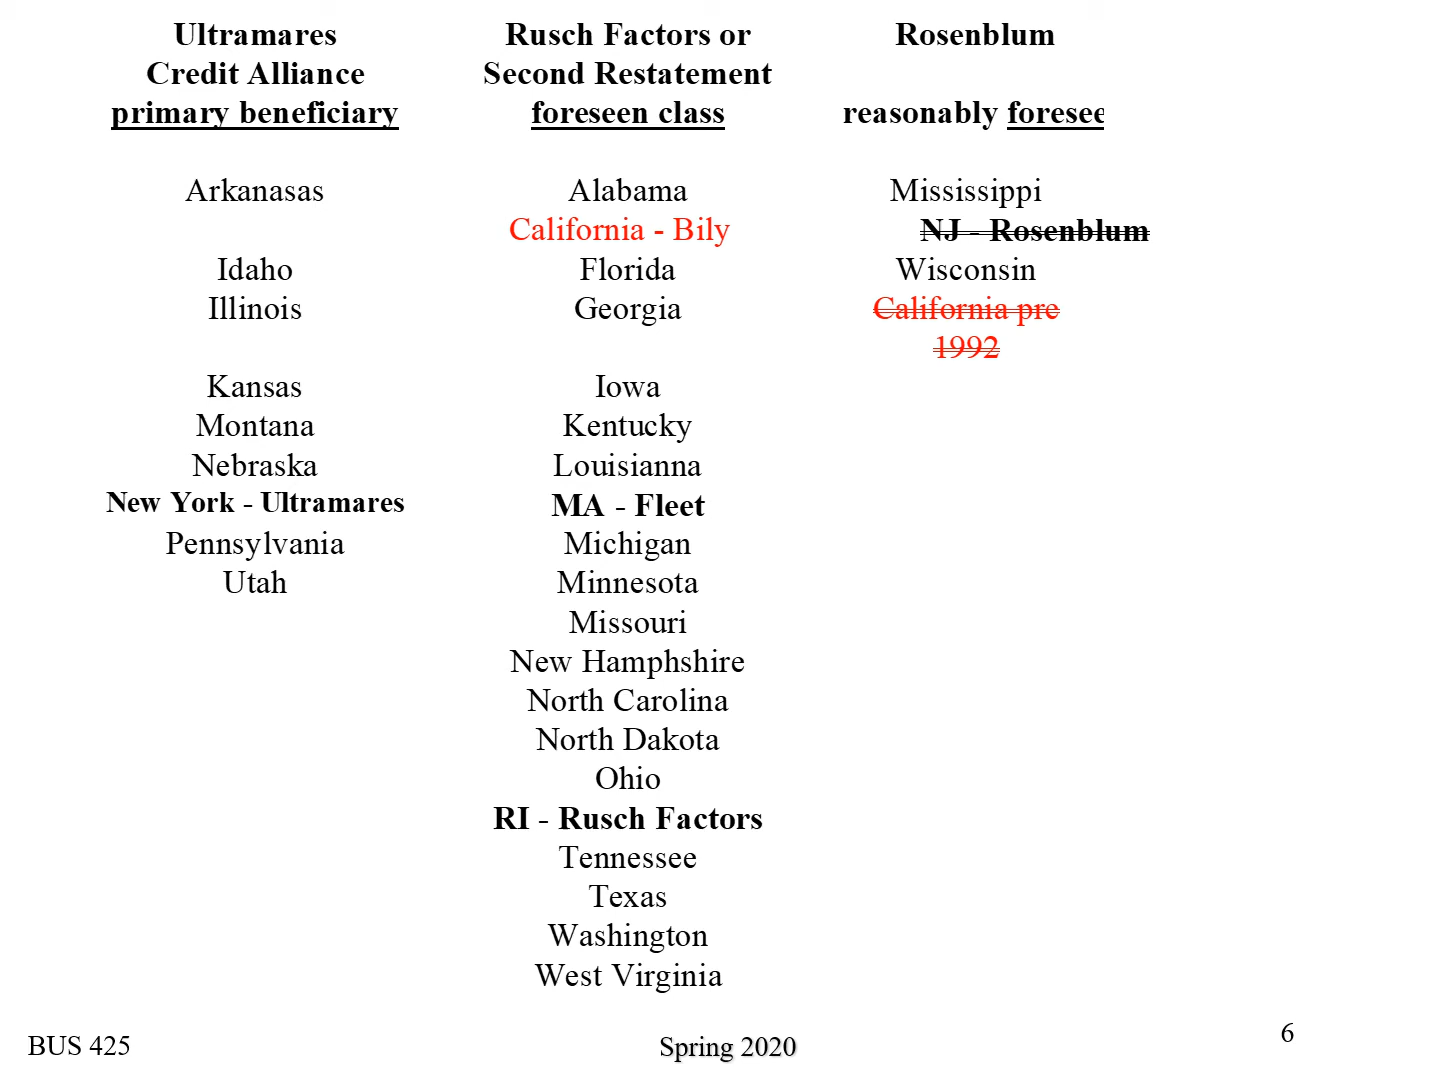 Ultramares
Credit Alliance
primary beneficiary
Arkanasas
Idaho
Illinois
Kansas
Montana
Nebraska
New York - Ultramares
Pennsylvania
Utah
Rusch Factors or
Second Restatement
foreseen class
Alabama
California - Bily
Florida
Georgia
Iowa
Kentucky
Louisianna
MA - Fleet
Michigan
Minnesota
Missouri
New Hamphshire
North Carolina
North Dakota
Ohio
RI - Rusch Factors
Tennessee
Texas
Washington
West Virginia
Rosenblum
reasonably foresee
Mississippi
NJ - Rosenblum
Wisconsin
California pre
1992
BUS 425
Spring 2020
6